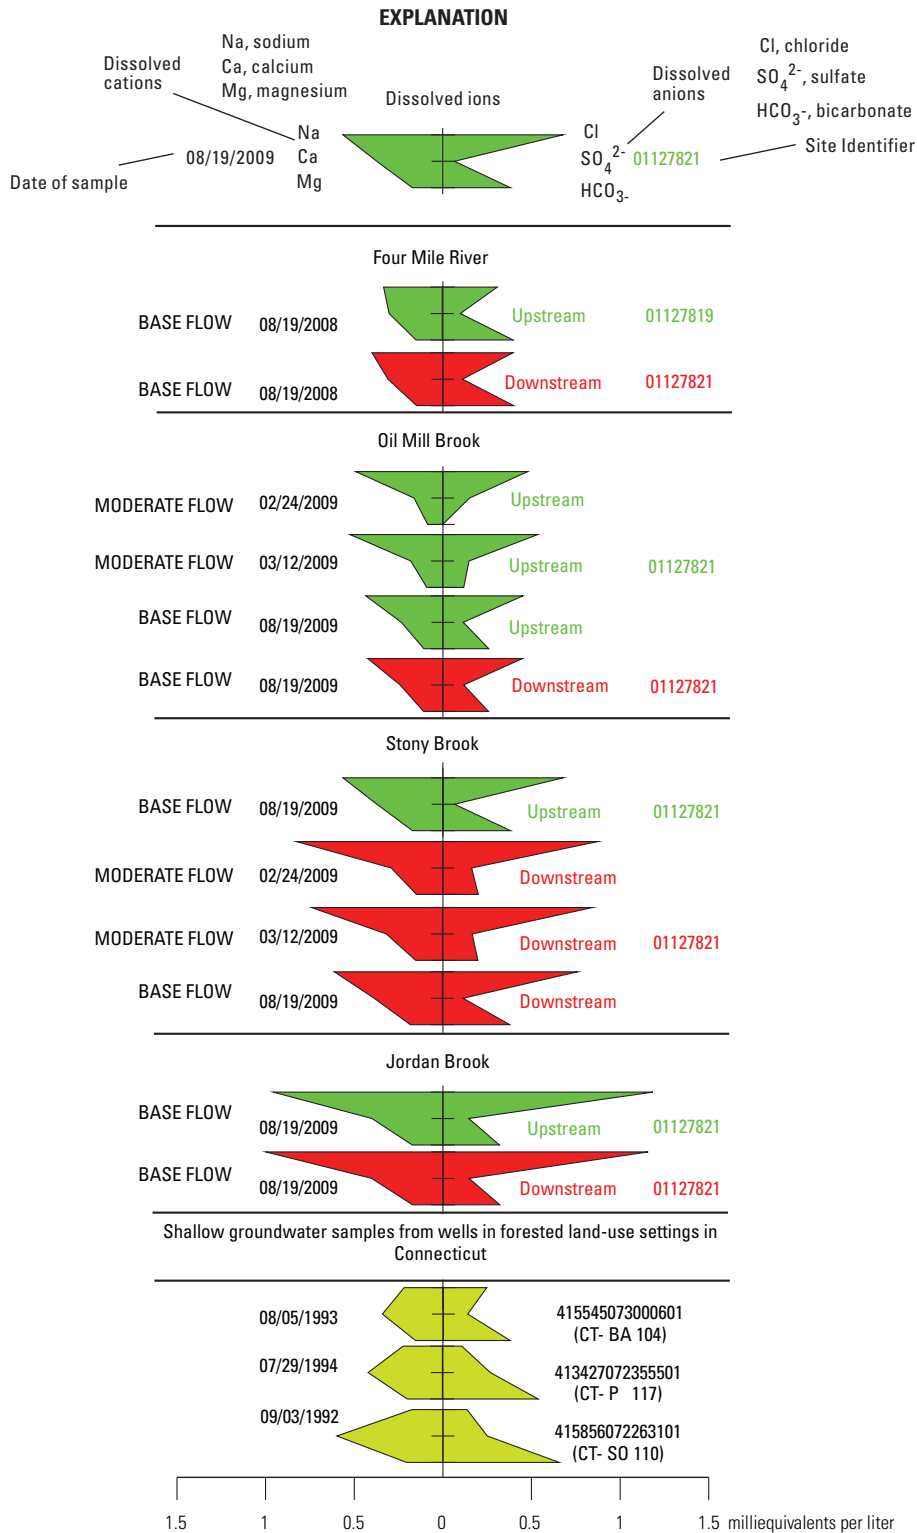 EXPLANATION
Na, sodium
Ca, calcium
Mg, magnesium
Dissolved
cations
Dissolved ions
Dissolved
anions
Cl, chloride
SO4 2-, sulfate
HCO3-, bicarbonate
Site Identifier
Date of sample
08/19/2009
Na
Ca
Mg
Cl
SO4 2-
HCO3-
01127821
Four Mile River
BASE FLOW 08/19/2008 Upstream 01127819
BASE FLOW 08/19/2008 Downstream 01127821
Oil Mill Brook
MODERATE FLOW 02/24/2009 Upstream
MODERATE FLOW 03/12/2009 Upstream 01127821
BASE FLOW 08/19/2009 Upstream
BASE FLOW 08/19/2009 Downstream 01127821
Stony Brook
BASE FLOW 08/19/2009 Upstream 01127821
MODERATE FLOW 02/24/2009 Downstream
MODERATE FLOW 03/12/2009 Downstream 01127821
BASE FLOW 08/19/2009 Downstream
Jordan Brook
BASE FLOW 08/19/2009 Upstream 01127821
BASE FLOW 08/19/2009 Downstream 01127821
Shallow groundwater samples from wells in forested land-use settings in
Connecticut
08/05/1993 415545073000601
(CT- BA 104)
07/29/1994 413427072355501
(CT- P 117)
09/03/1992 415856072263101
(CT- SO 110)
1.5 1 0.5 0 0.5 1 1.5 milliequivalents per liter